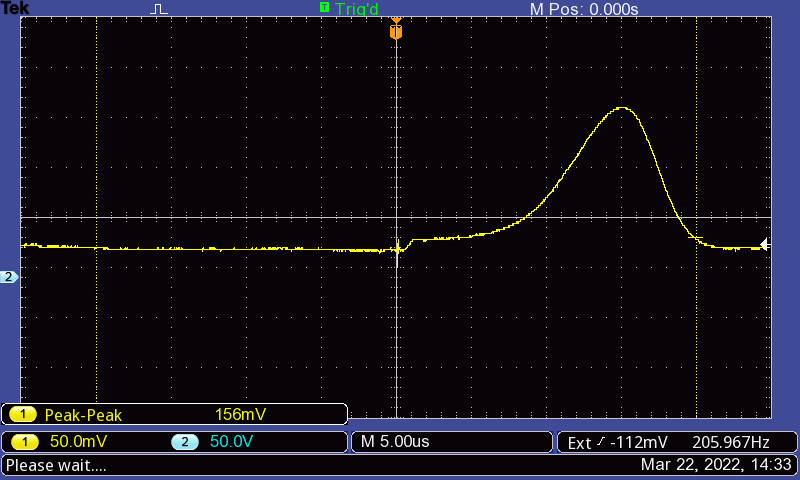 Tek T Trig'd M Pos: 0.000s
T
2
1 Peak-Peak 156mV
1 50.0mV 2 50.0V M 5.00us Ext -112mV 205.967Hz
Please wait.... Mar 22, 2022, 14:33